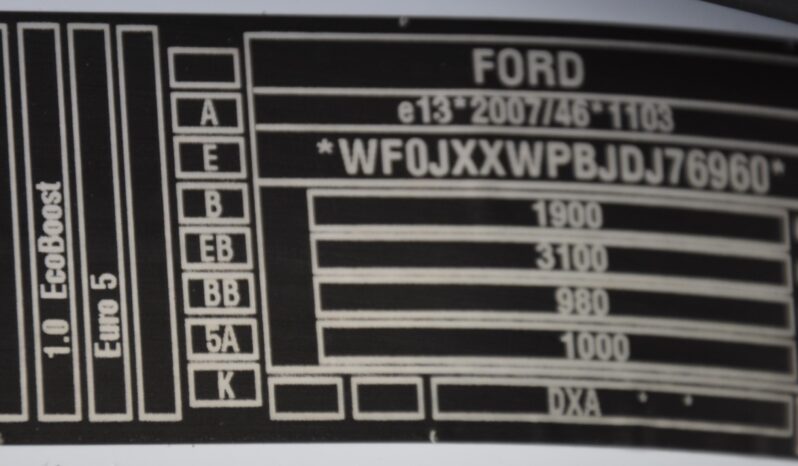 1.0 EcoBoost
Euro 5
A
E
B
EB
BB
5A
K
FORD
e13*2007/46*1103
*WF0JXXWPBJDJ76960*
1900
3100
980
1000
DXA